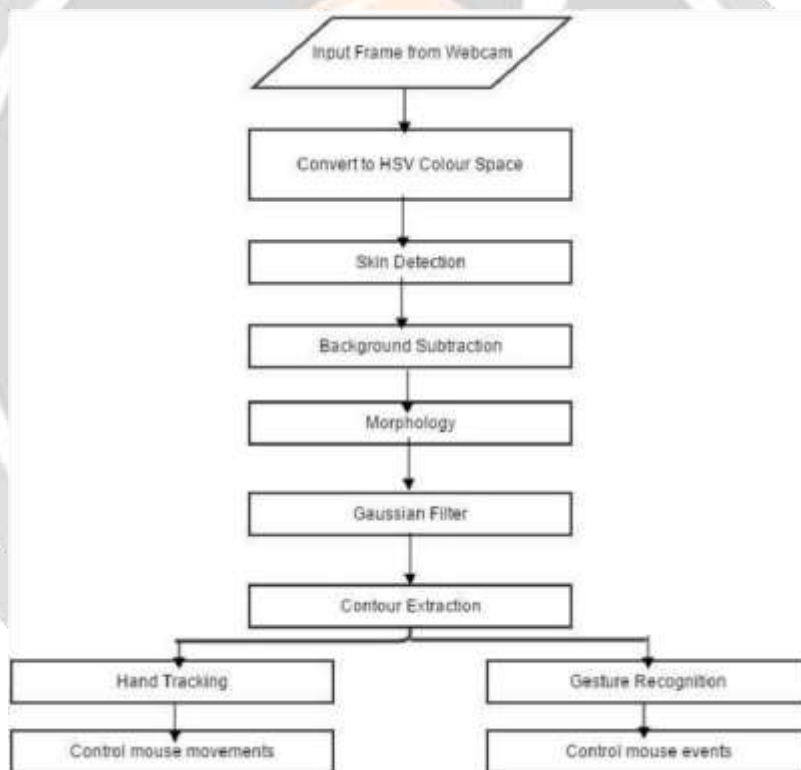 Input Frame from Webcam
Convert to HSV Colour Space
Skin Detection
Background Subtraction
Morphology
Gaussian Filter
Contour Extraction
Hand Tracking
Gesture Recognition
Control mouse movements
Control mouse events